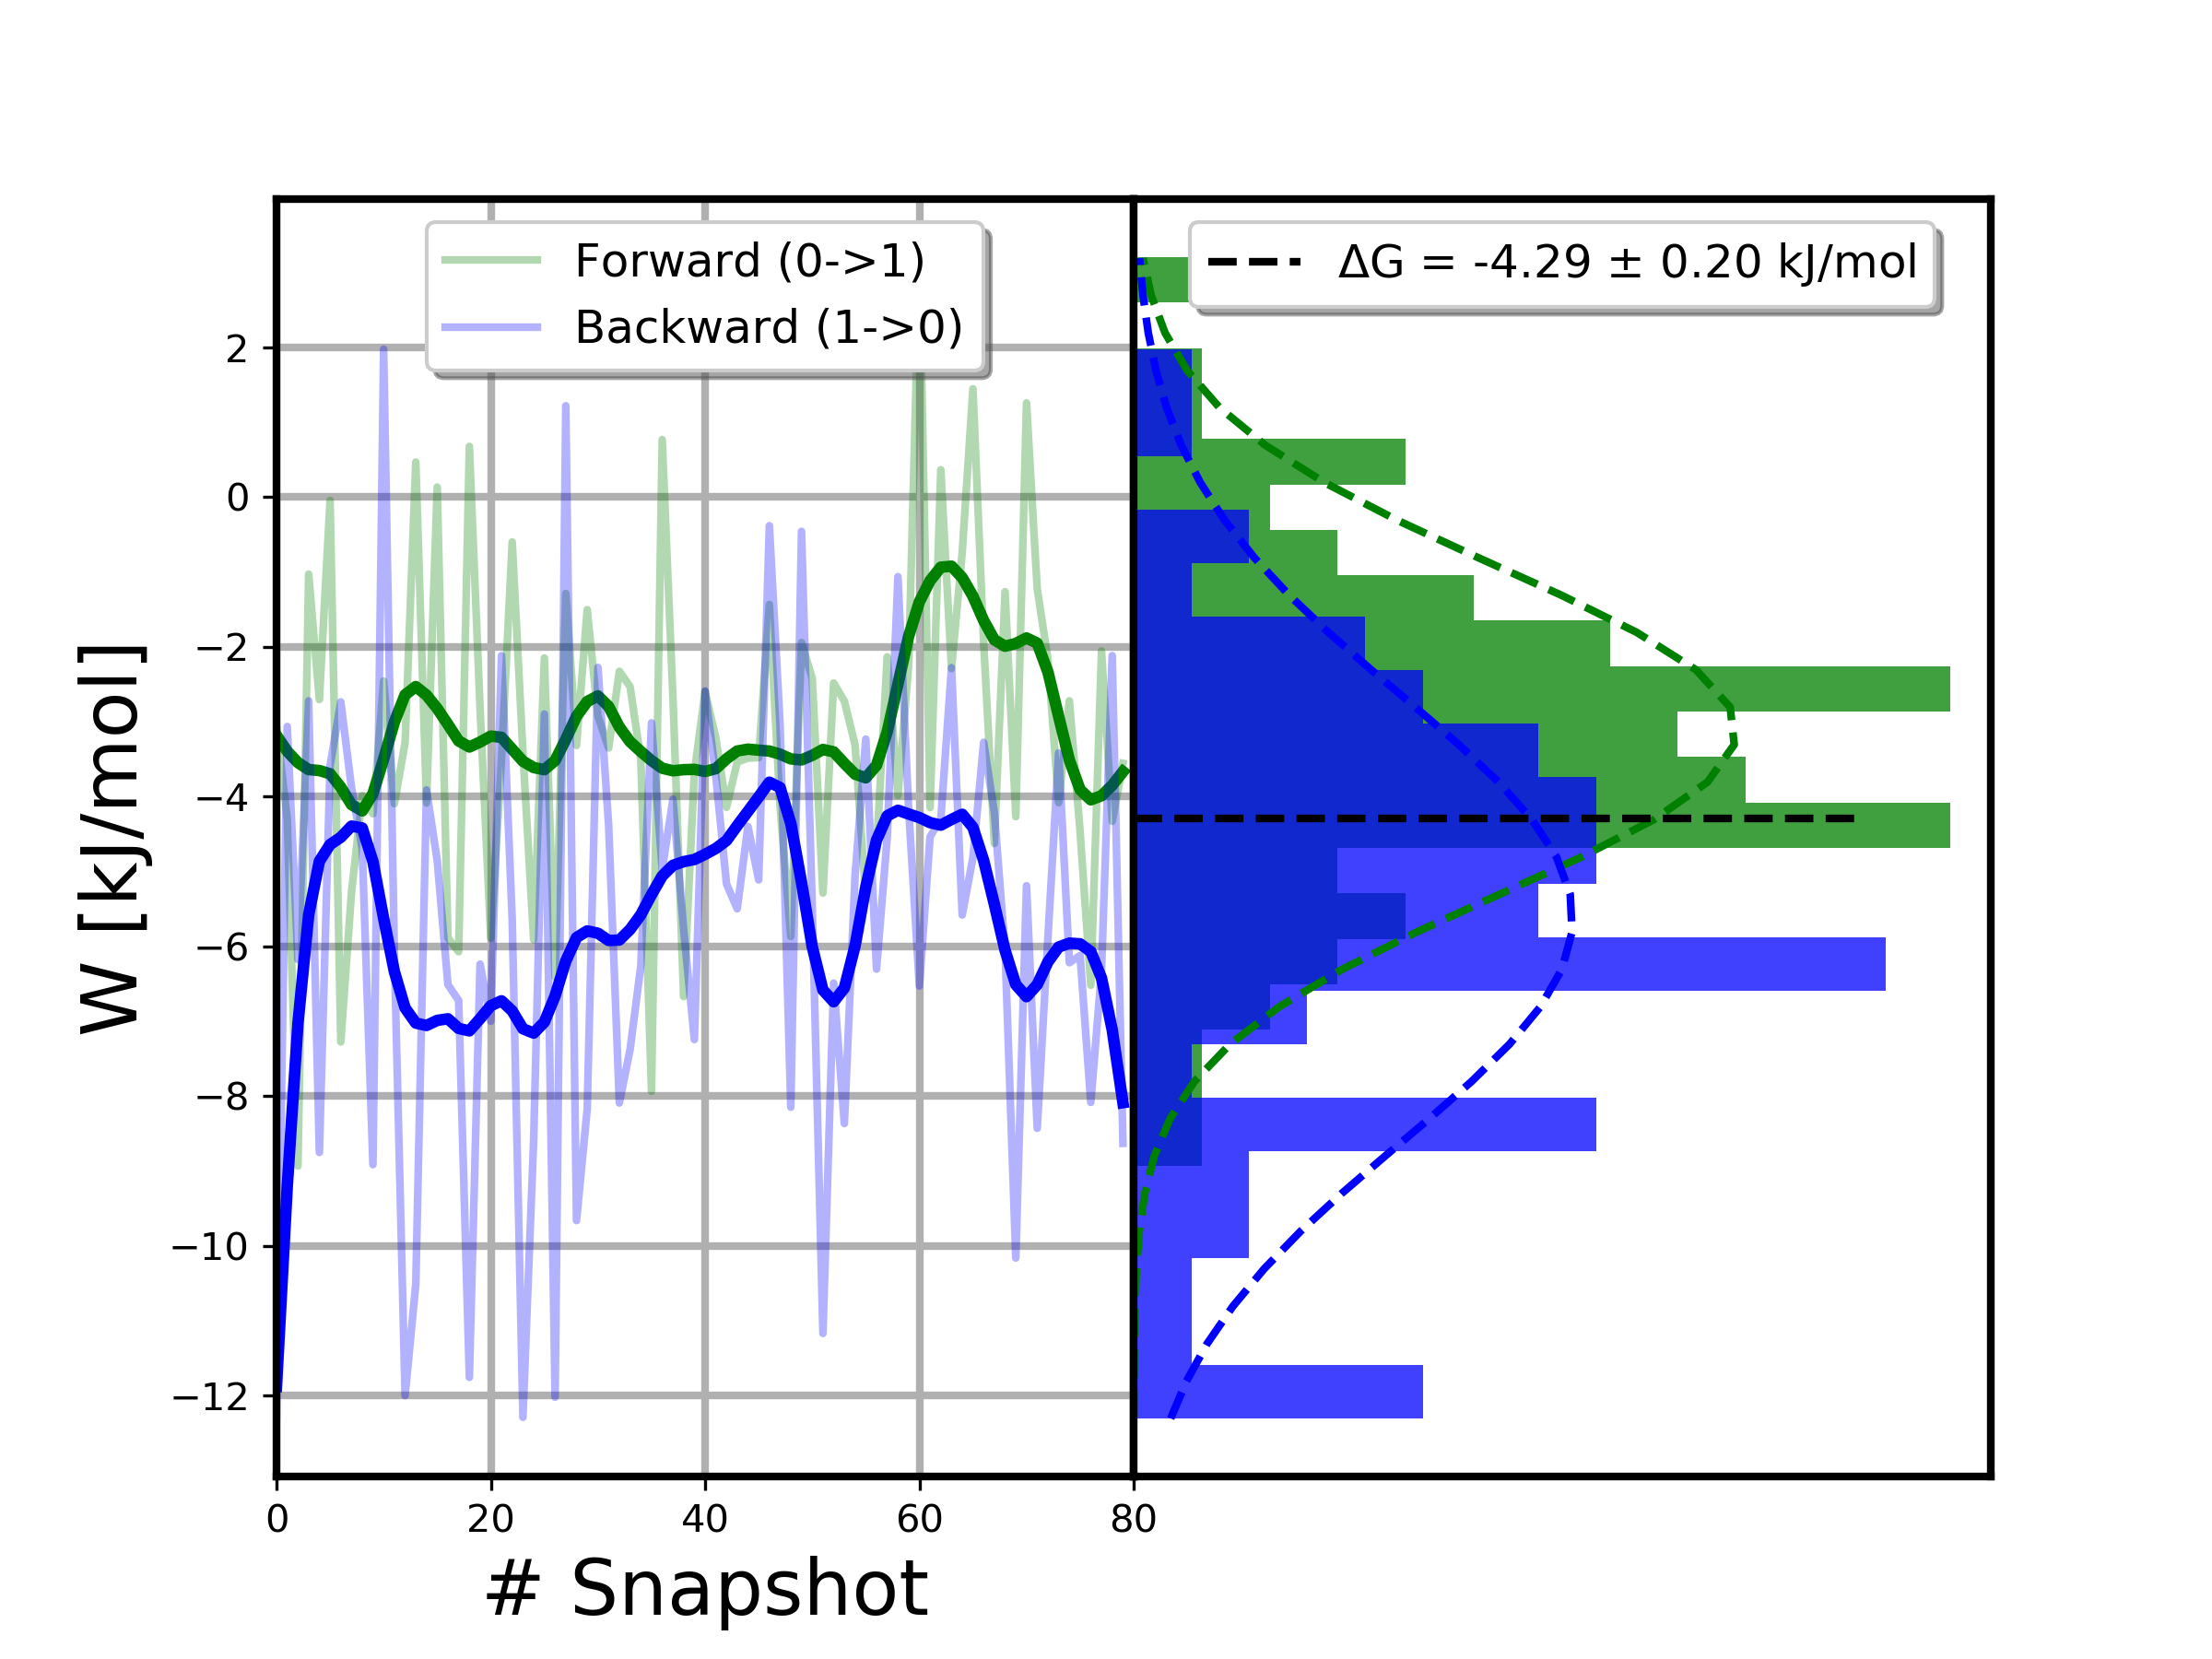 Forward (0->1)
Backward (1->0)
ΔG = -4.29 ± 0.20 kJ/mol
W [kJ/mol]
2
0
−2
−4
−6
−8
−10
−12
0 20 40 60 80
# Snapshot